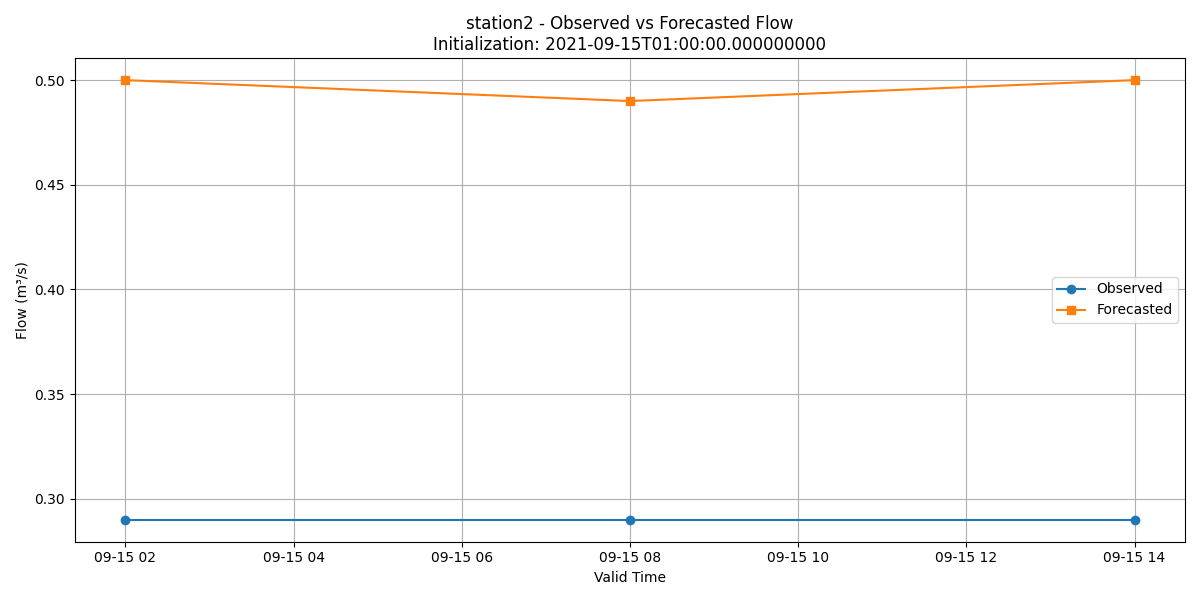 station2 - Observed vs Forecasted Flow
Initialization: 2021-09-15T01:00:00.000000000
0.50
0.45
0.40
0.35
0.30
Flow (m³/s)
Observed
Forecasted
09-15 02
09-15 04
09-15 06
09-15 08
09-15 10
09-15 12
09-15 14
Valid Time